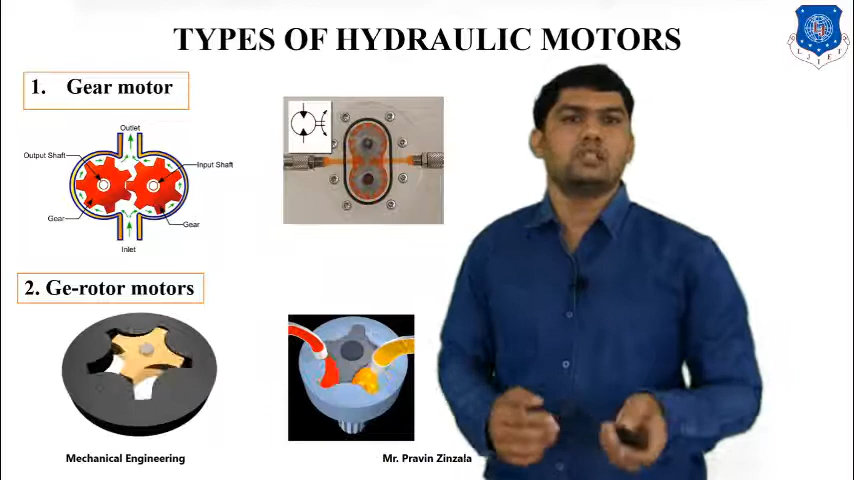 TYPES OF HYDRAULIC MOTORS
1. Gear motor
Outlet
Output Shaft
Input Shaft
Gear
Gear
Inlet
2. Ge-rotor motors
Mechanical Engineering
Mr. Pravin Zinzala